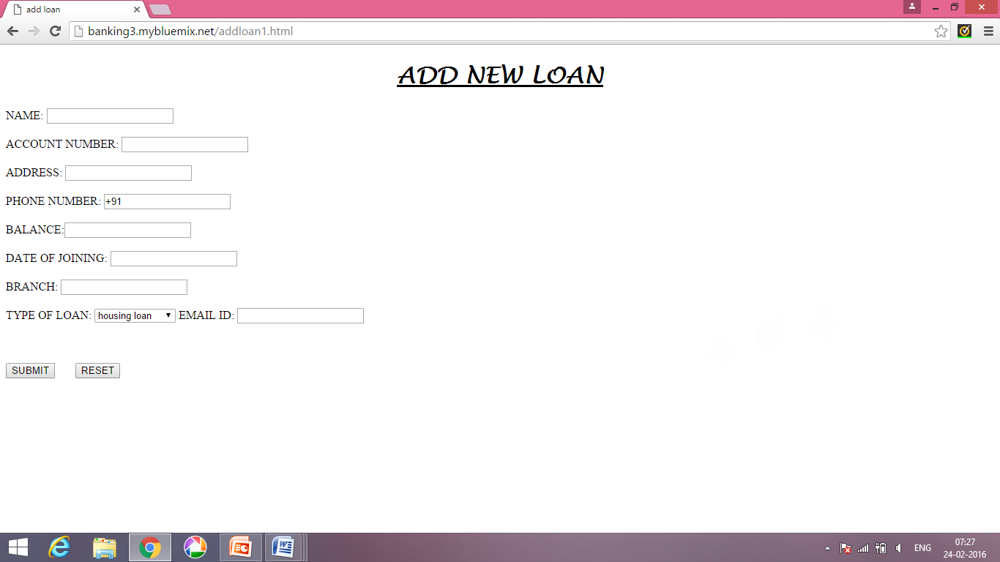 add loan
banking3.mybluemix.net/addloan1.html
ADD NEW LOAN
NAME:
ACCOUNT NUMBER:
ADDRESS:
PHONE NUMBER: +91
BALANCE:
DATE OF JOINING:
BRANCH:
TYPE OF LOAN: housing loan EMAIL ID:
SUBMIT RESET
ENG
07:27
24-02-2016